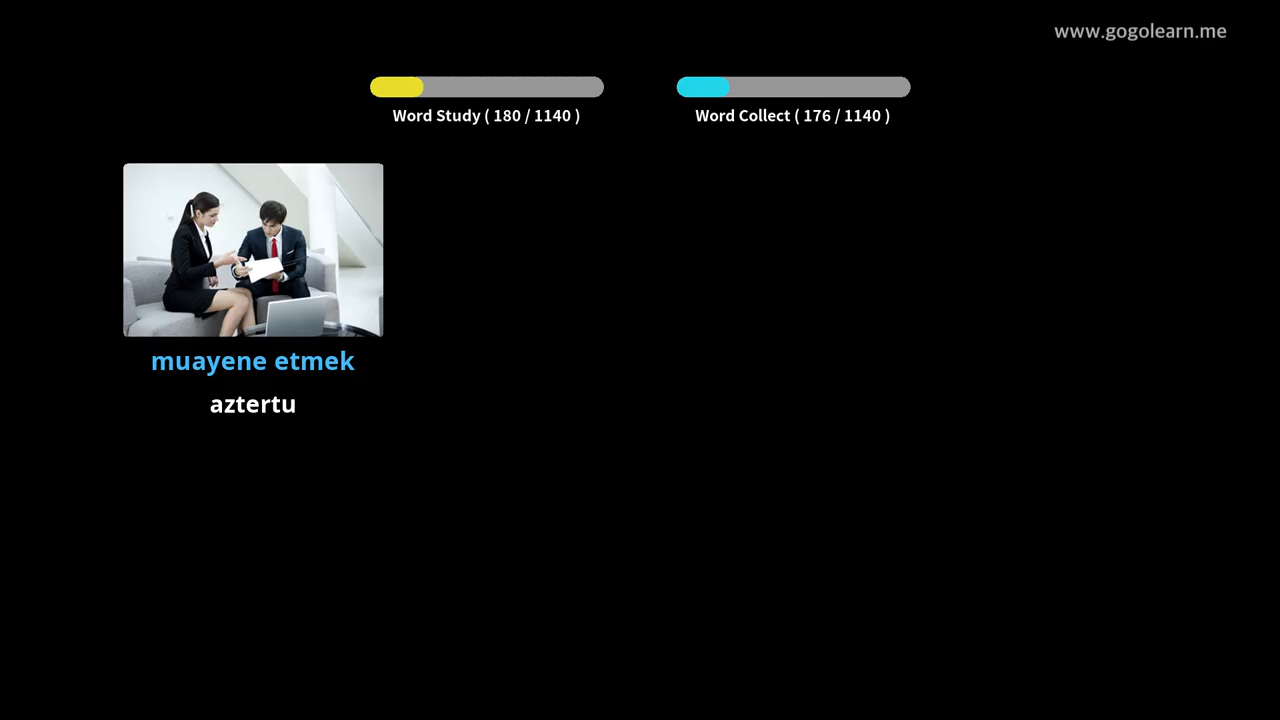 www.gogolearn.me
Word Study ( 180 / 1140 )
Word Collect ( 176 / 1140 )
muayene etmek
aztertu